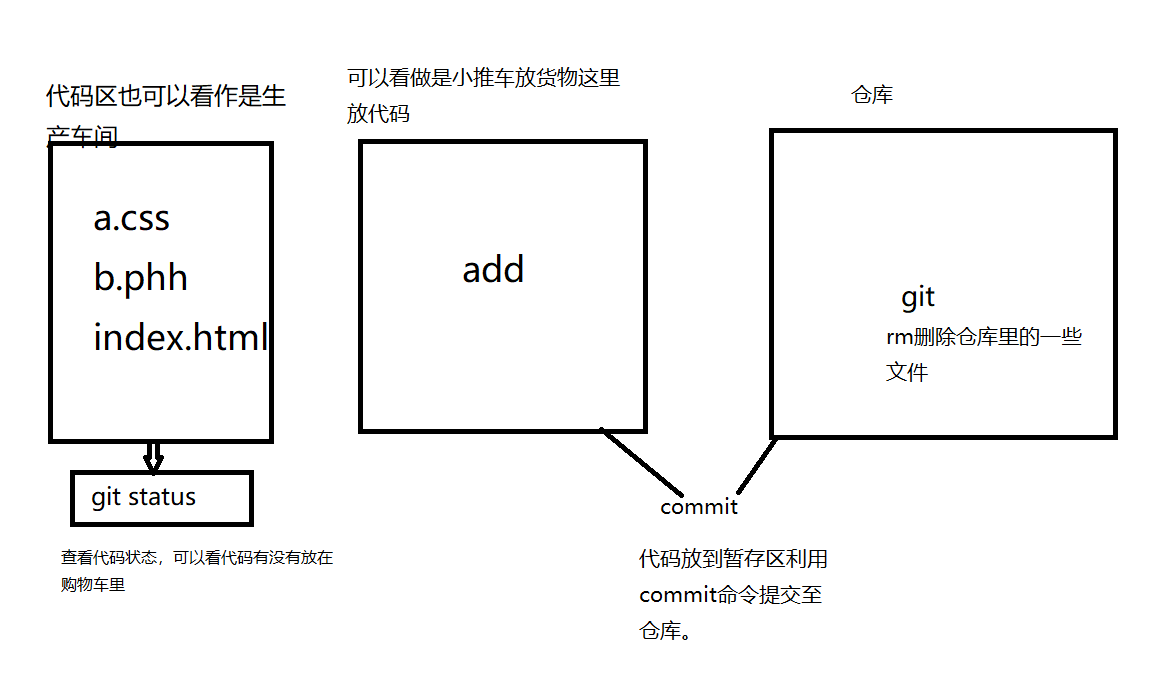 代码区也可以看作是生
产车间
a.css
b.phh
index.html
git status
查看代码状态，可以看代码有没有放在
购物车里
可以看做是小推车放货物这里
放代码
add
commit
代码放到暂存区利用
commit命令提交至
仓库。
仓库
git
rm删除仓库里的一些
文件